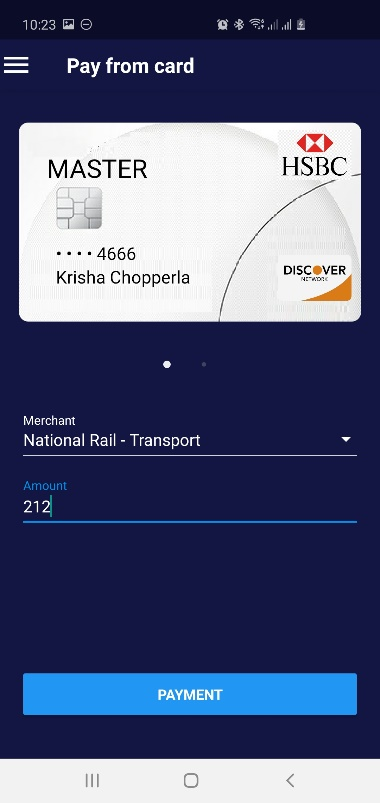 10:23
Pay from card
MASTER
HSBC
•••• 4666
Krisha Chopperla
DISCOVER
NETWORK
Merchant
National Rail - Transport
Amount
212
PAYMENT